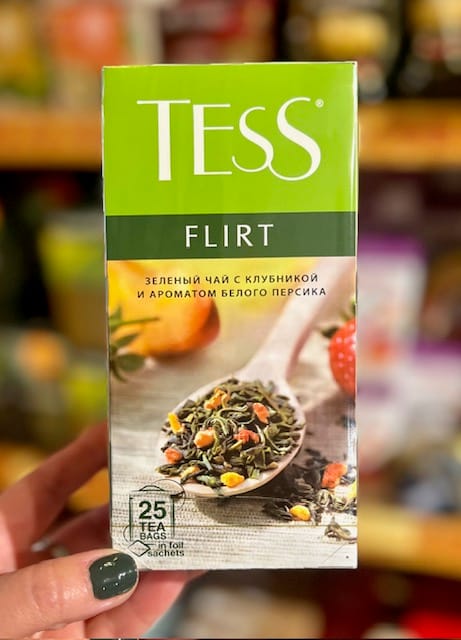 TESS®
FLIRT
ЗЕЛЕНЫЙ ЧАЙ С КЛУБНИКОЙ
И АРОМАТОМ БЕЛОГО ПЕРСИКА
25
TEA
BAGS
in foil
sachets